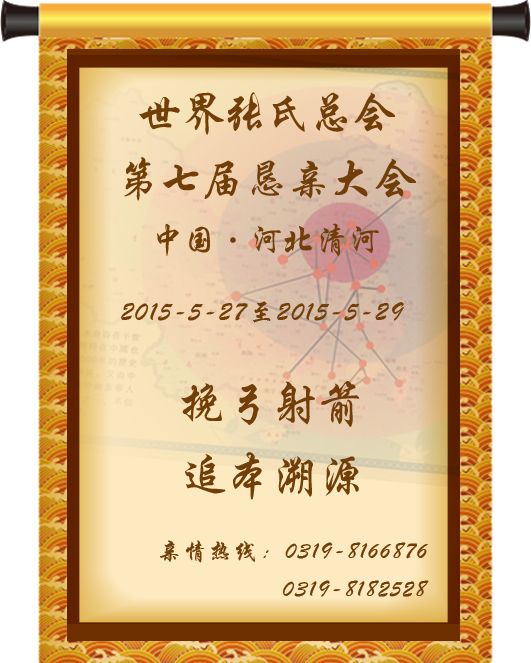 世界张氏总会
第七届恳亲大会
中国·河北清河
2015-5-27至2015-5-29
挽弓射箭
追本溯源
亲情热线：0319-8166876
0319-8182528